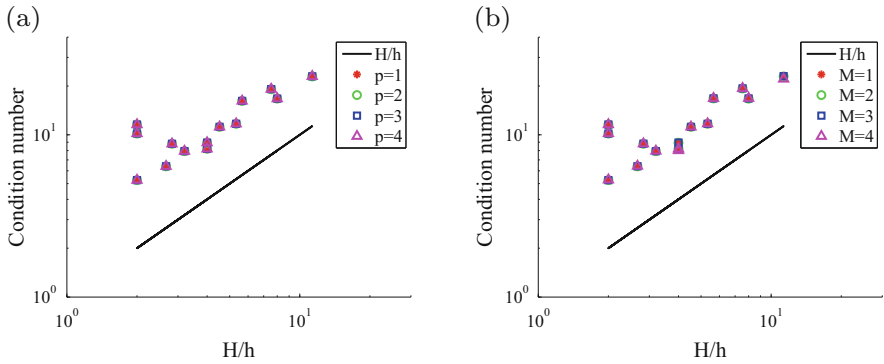 (a)
Condition number
10^1
10^0
10^0
10^1
H/h
H/h
p=1
p=2
p=3
p=4
(b)
Condition number
10^1
10^0
10^0
10^1
H/h
H/h
M=1
M=2
M=3
M=4